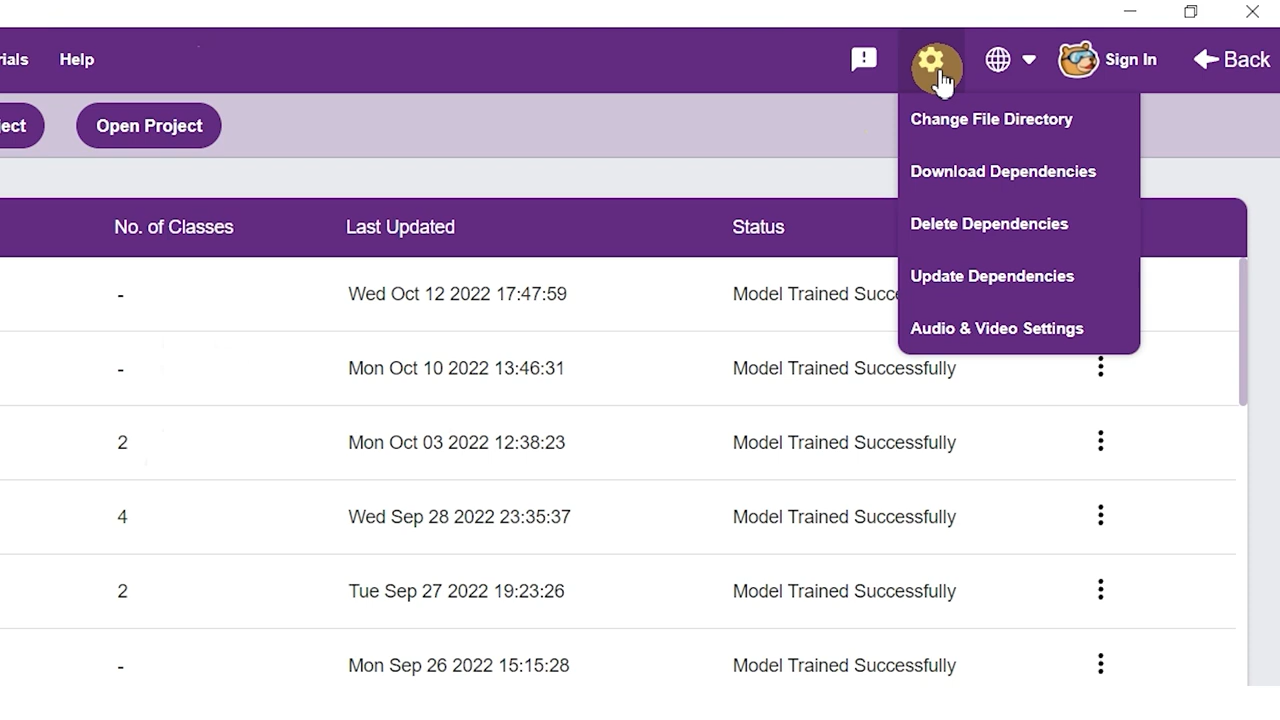 rials Help ! Sign In Back
ject Open Project
Change File Directory
Download Dependencies
Delete Dependencies
Update Dependencies
Audio & Video Settings
No. of Classes Last Updated Status
- Wed Oct 12 2022 17:47:59 Model Trained Succe
- Mon Oct 10 2022 13:46:31 Model Trained Successfully
2 Mon Oct 03 2022 12:38:23 Model Trained Successfully
4 Wed Sep 28 2022 23:35:37 Model Trained Successfully
2 Tue Sep 27 2022 19:23:26 Model Trained Successfully
- Mon Sep 26 2022 15:15:28 Model Trained Successfully